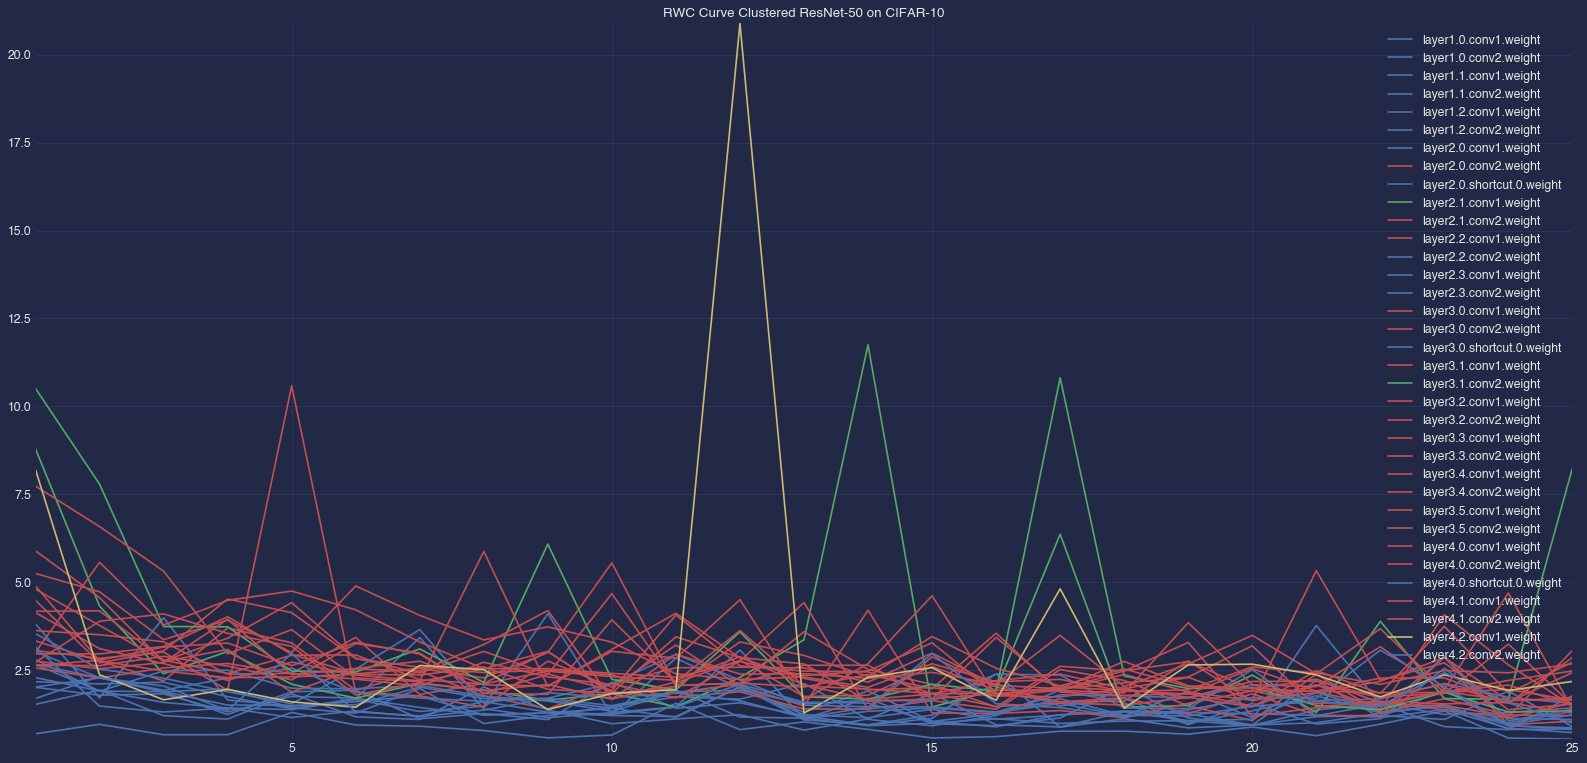 RWC Curve Clustered ResNet-50 on CIFAR-10
20.0
17.5
15.0
12.5
10.0
7.5
5.0
2.5
5
10
15
20
25
layer1.0.conv1.weight
layer1.0.conv2.weight
layer1.1.conv1.weight
layer1.1.conv2.weight
layer1.2.conv1.weight
layer1.2.conv2.weight
layer2.0.conv1.weight
layer2.0.conv2.weight
layer2.0.shortcut.0.weight
layer2.1.conv1.weight
layer2.1.conv2.weight
layer2.2.conv1.weight
layer2.2.conv2.weight
layer2.3.conv1.weight
layer2.3.conv2.weight
layer3.0.conv1.weight
layer3.0.conv2.weight
layer3.0.shortcut.0.weight
layer3.1.conv1.weight
layer3.1.conv2.weight
layer3.2.conv1.weight
layer3.2.conv2.weight
layer3.3.conv1.weight
layer3.3.conv2.weight
layer3.4.conv1.weight
layer3.4.conv2.weight
layer3.5.conv1.weight
layer3.5.conv2.weight
layer4.0.conv1.weight
layer4.0.conv2.weight
layer4.0.shortcut.0.weight
layer4.1.conv1.weight
layer4.1.conv2.weight
layer4.2.conv1.weight
layer4.2.conv2.weight